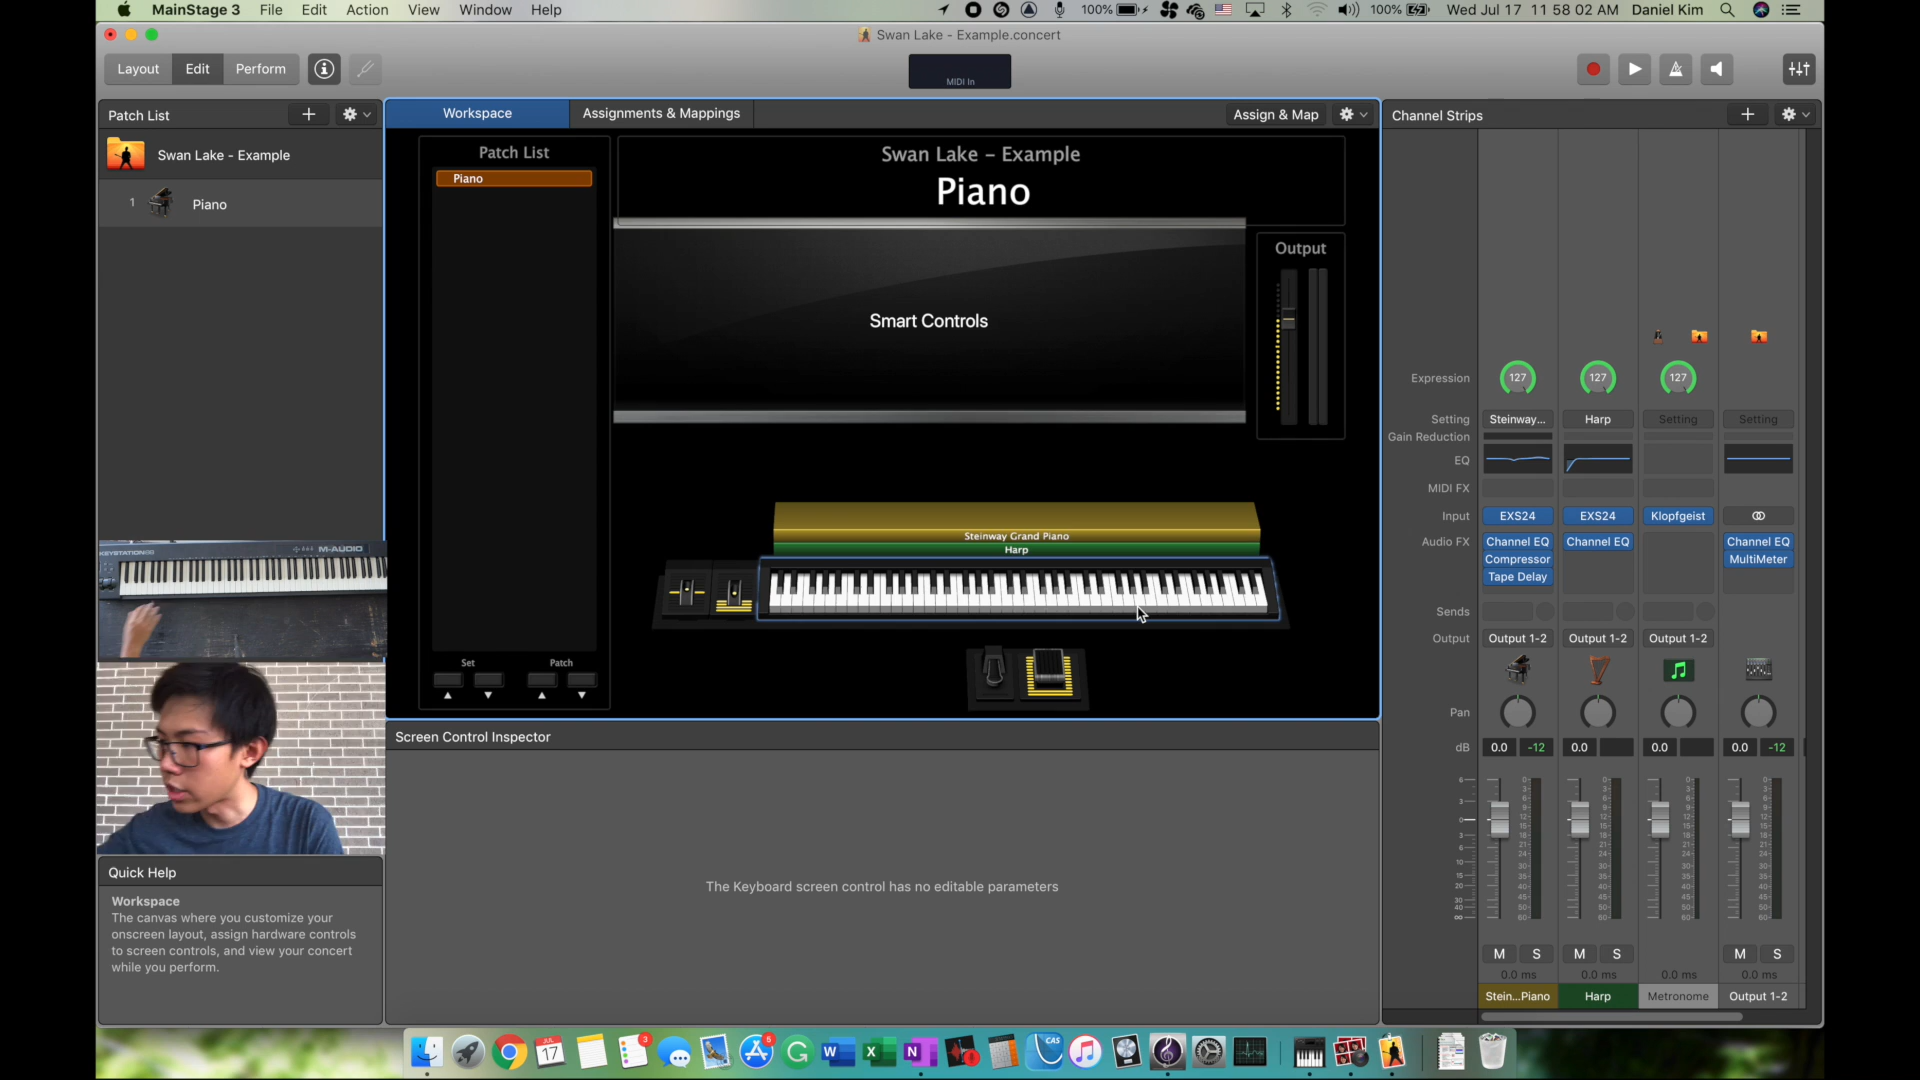 MainStage 3 File Edit Action View Window Help
100% 100% Wed Jul 17 11 58 02 AM Daniel Kim
Swan Lake - Example.concert
Layout Edit Perform
MIDI In
Patch List
Workspace Assignments & Mappings Assign & Map
Channel Strips
Swan Lake - Example
1 Piano
Patch List
Piano
Swan Lake – Example
Piano
Smart Controls
Output
Steinway Grand Piano
Harp
Set Patch
KEYSTATION88 M-AUDIO
Screen Control Inspector
The Keyboard screen control has no editable parameters
Quick Help
Workspace
The canvas where you customize your
onscreen layout, assign hardware controls
to screen controls, and view your concert
while you perform.
Expression 127 127 127
Setting Steinway... Harp Setting Setting
Gain Reduction
EQ
MIDI FX
Input EXS24 EXS24 Klopfgeist
Audio FX Channel EQ Channel EQ Channel EQ
Compressor MultiMeter
Tape Delay
Sends
Output Output 1-2 Output 1-2 Output 1-2
Pan
dB 0.0 -12 0.0 0.0 0.0 -12
M S M S M S
0.0 ms 0.0 ms 0.0 ms 0.0 ms
Stein...Piano Harp Metronome Output 1-2